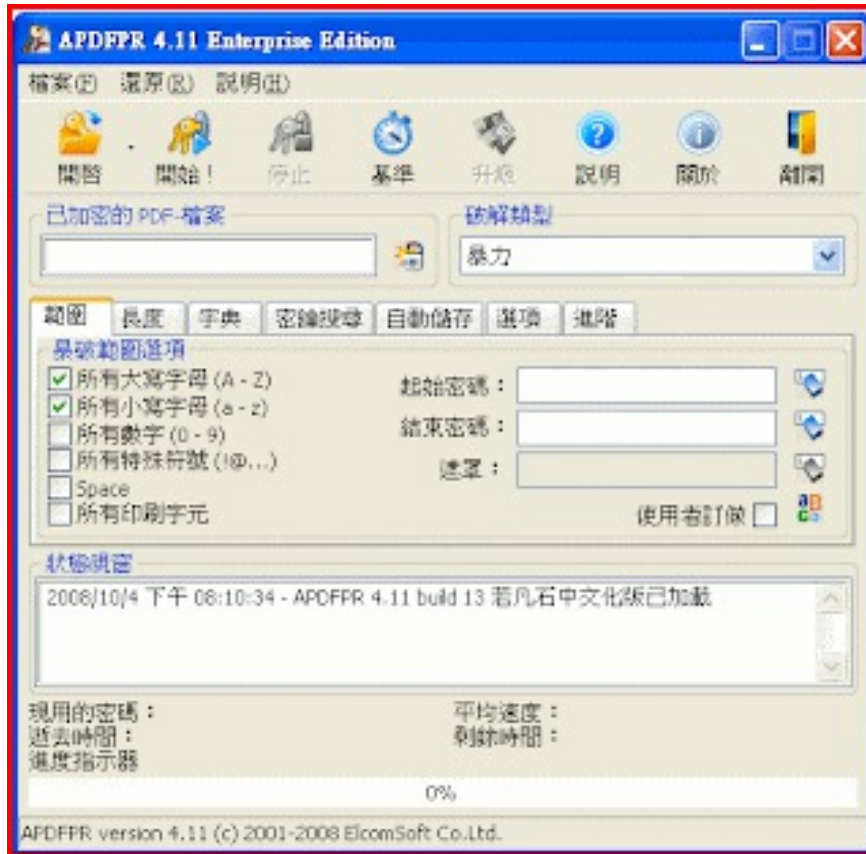 APDFPR 4.11 Enterprise Edition
檔案(F) 還原(R) 說明(H)
開啓 開始! 停止 基準 升級 說明 關於 離開
已加密的 PDF-檔案 破解類型
暴力
範圍 長度 字典 密鑰搜尋 自動儲存 選項 進階
暴破範圍選項
所有大寫字母 (A - Z) 起始密碼：
所有小寫字母 (a - z)
結束密碼：
所有數字 (0 - 9)
所有特殊符號 (!@...) 遮罩：
Space
所有印刷字元 使用者訂做
狀態視窗
2008/10/4 下午 08:10:34 - APDFPR 4.11 build 13 若凡石中文化版已加載
現用的密碼： 平均速度：
逝去時間： 剩餘時間：
進度指示器
0%
APDFPR version 4.11 (c) 2001-2008 ElcomSoft Co.Ltd.